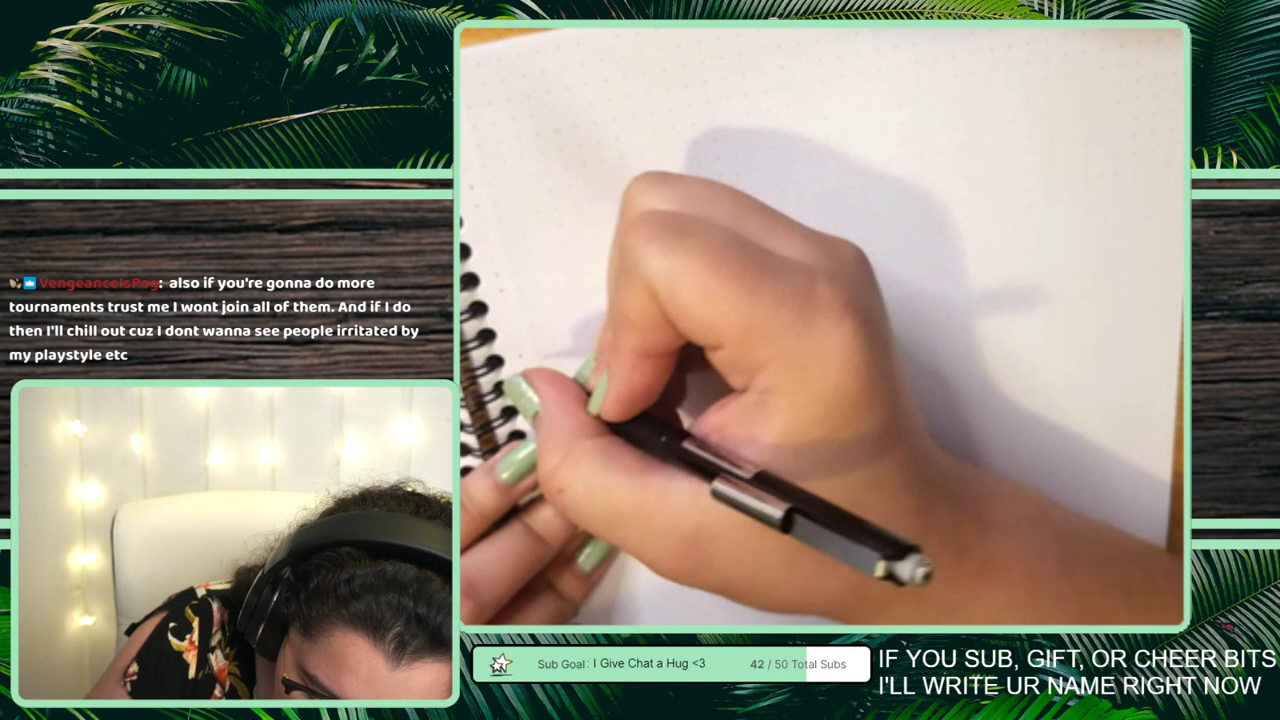 VengeanceIsPog: also if you're gonna do more
tournaments trust me I wont join all of them. And if I do
then I'll chill out cuz I dont wanna see people irritated by
my playstyle etc
Sub Goal: I Give Chat a Hug <3 42 / 50 Total Subs
IF YOU SUB, GIFT, OR CHEER BITS
I'LL WRITE UR NAME RIGHT NOW